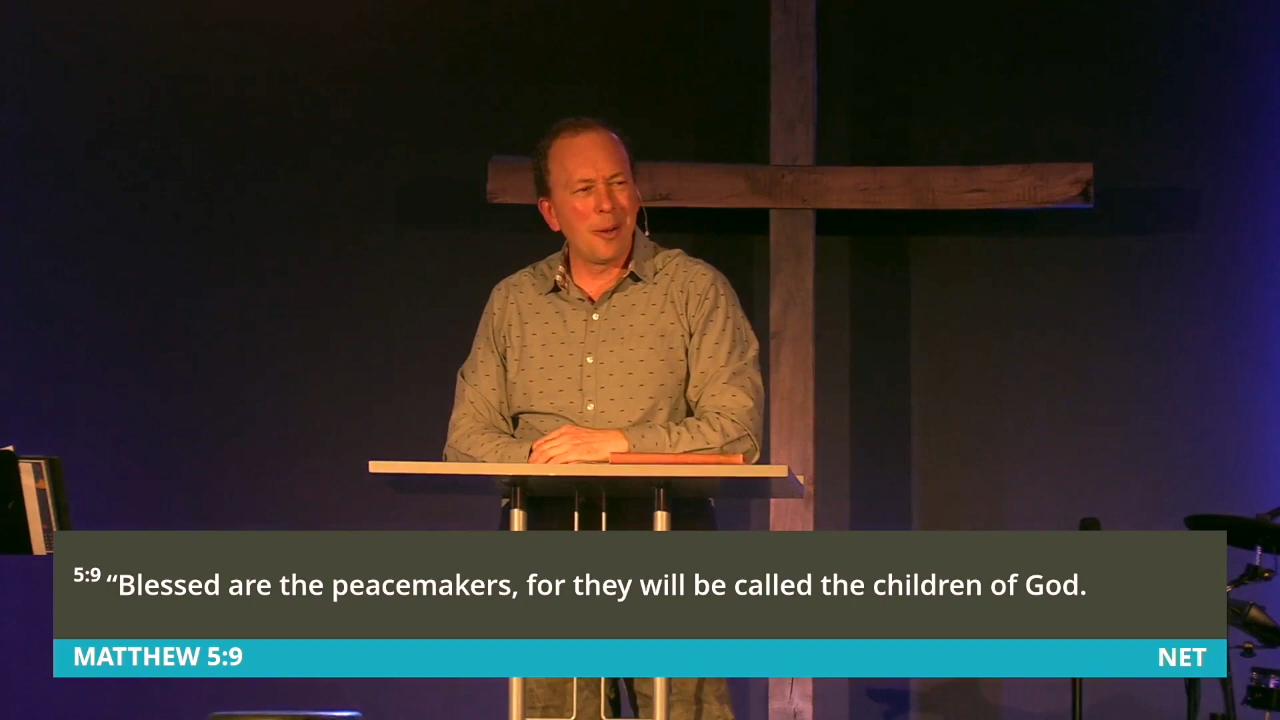 5:9 “Blessed are the peacemakers, for they will be called the children of God.
MATTHEW 5:9 NET